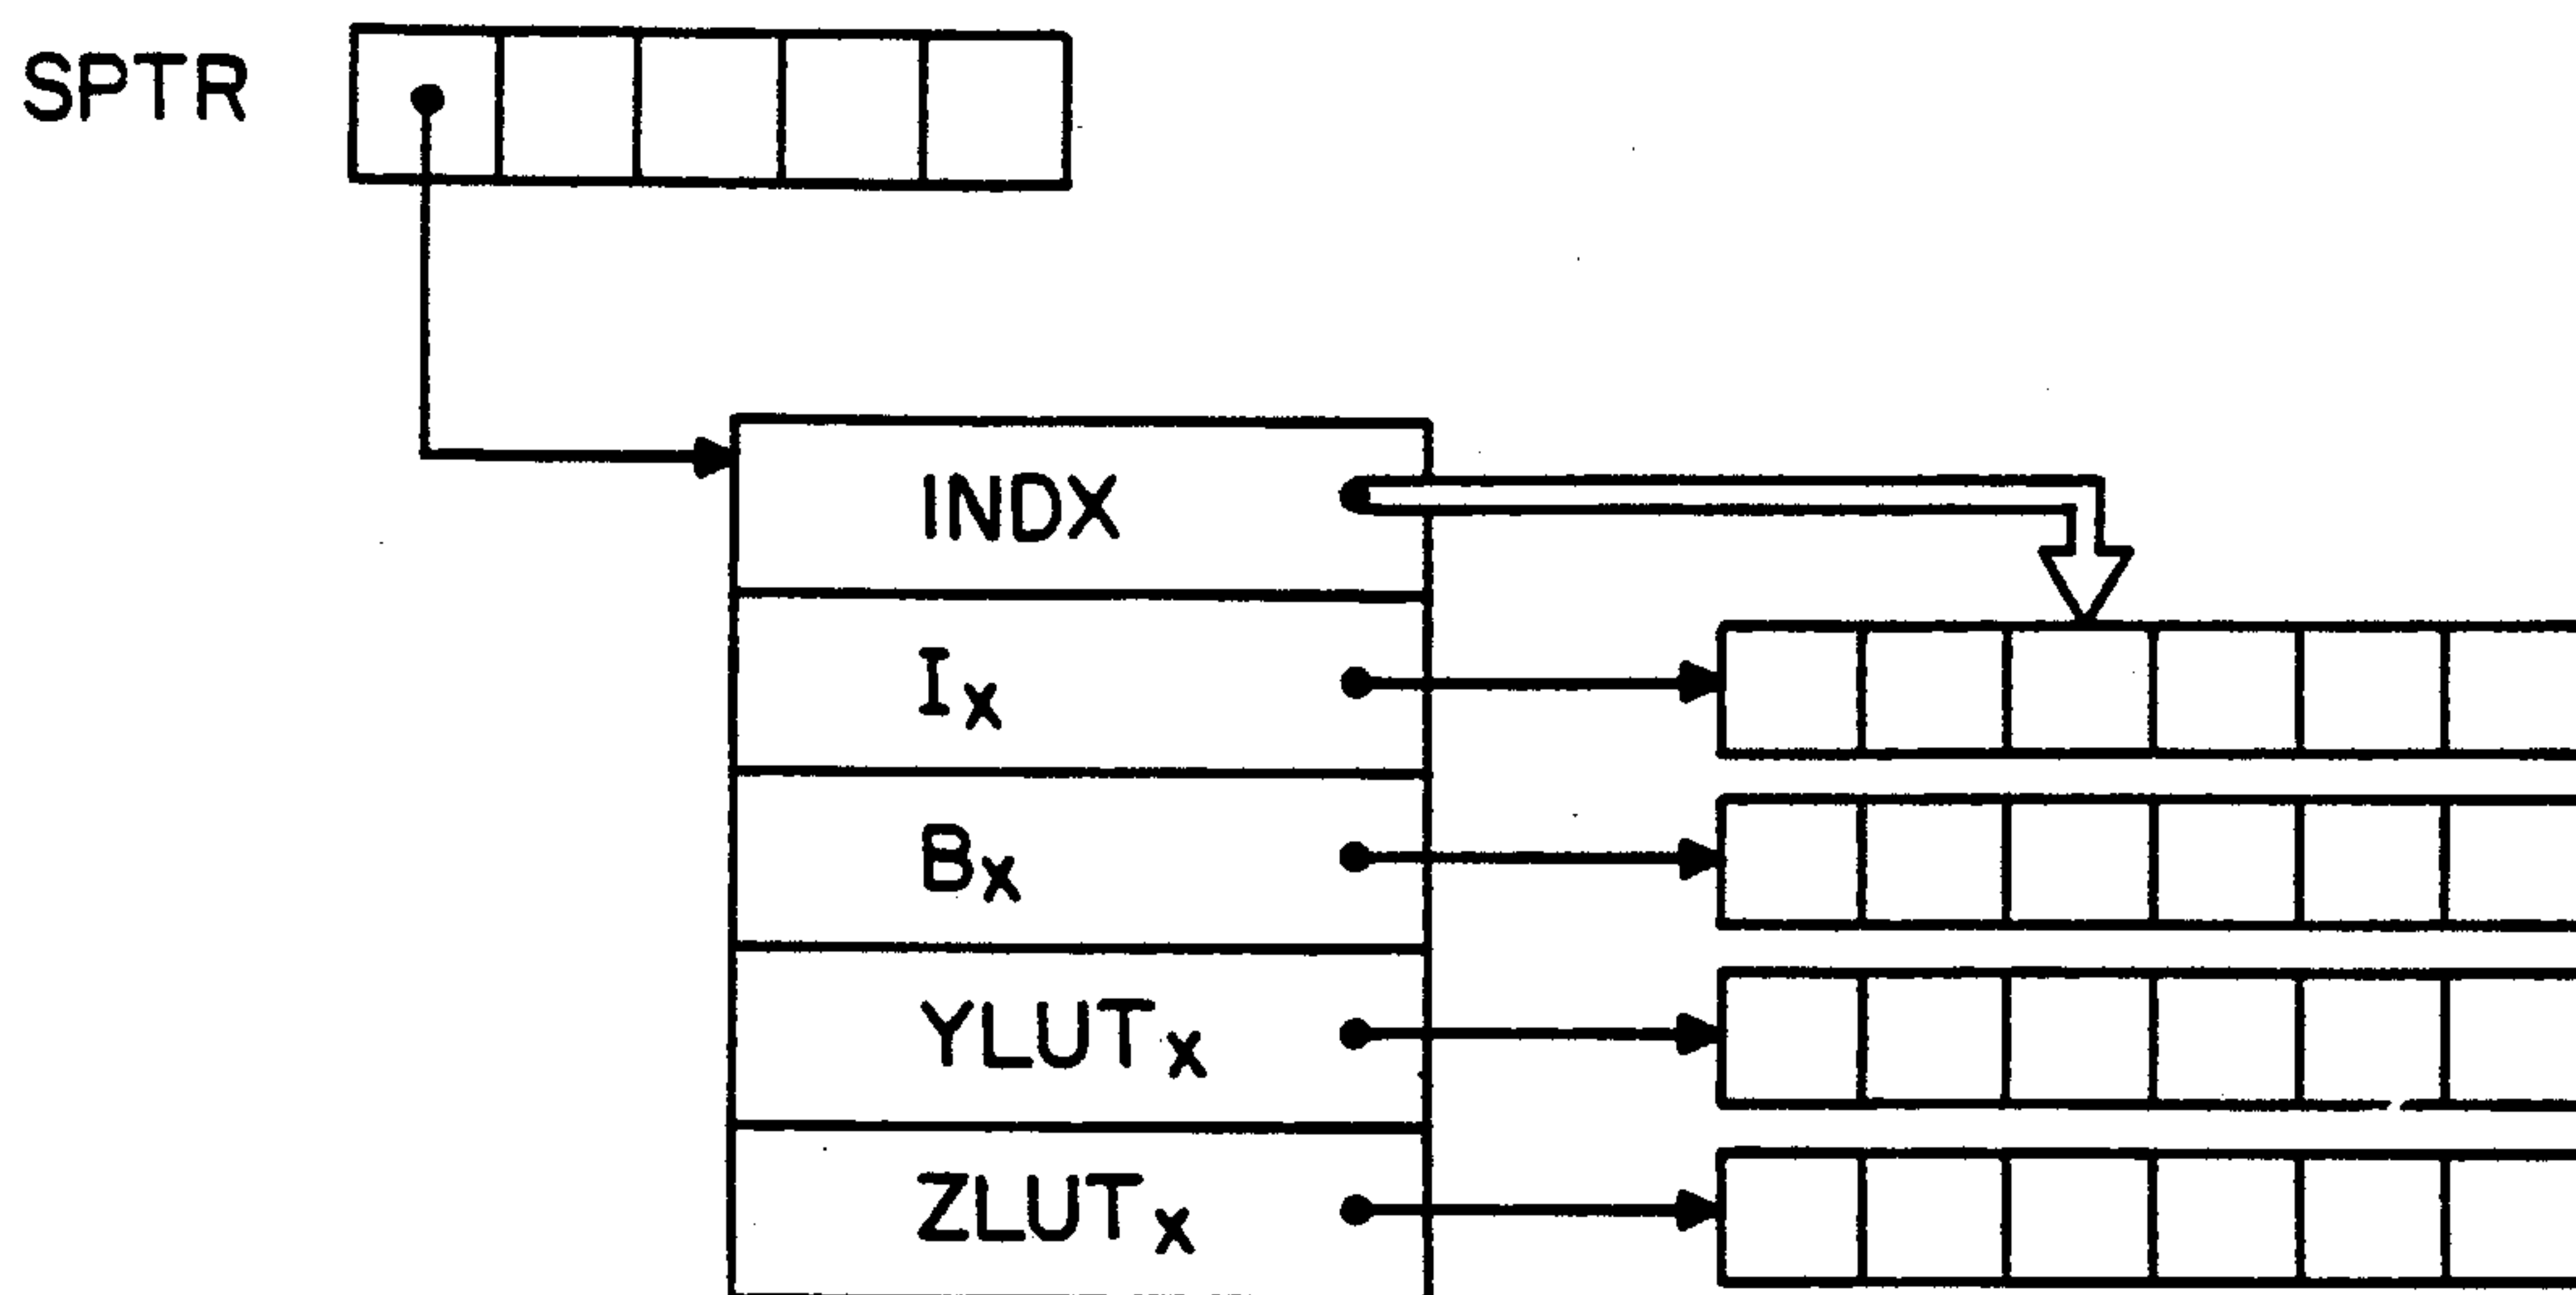 SPTR
INDX
Ix
Bx
YLUTx
ZLUTx